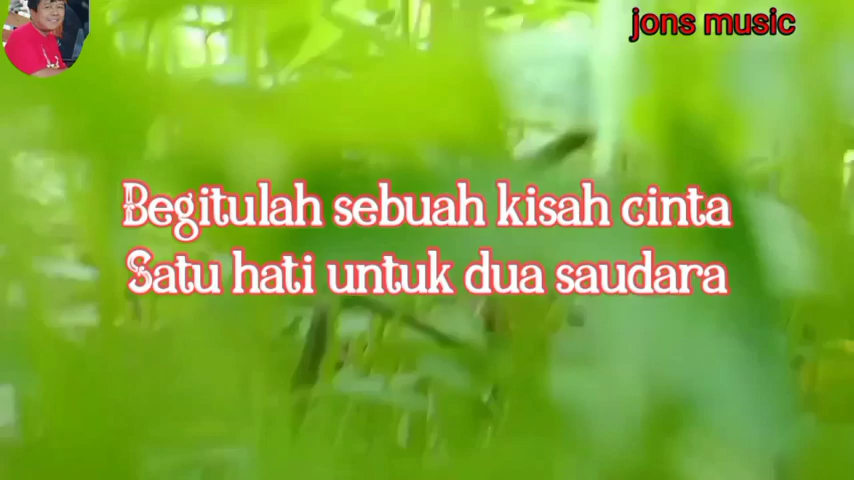 jons music
Begitulah sebuah kisah cinta
Satu hati untuk dua saudara